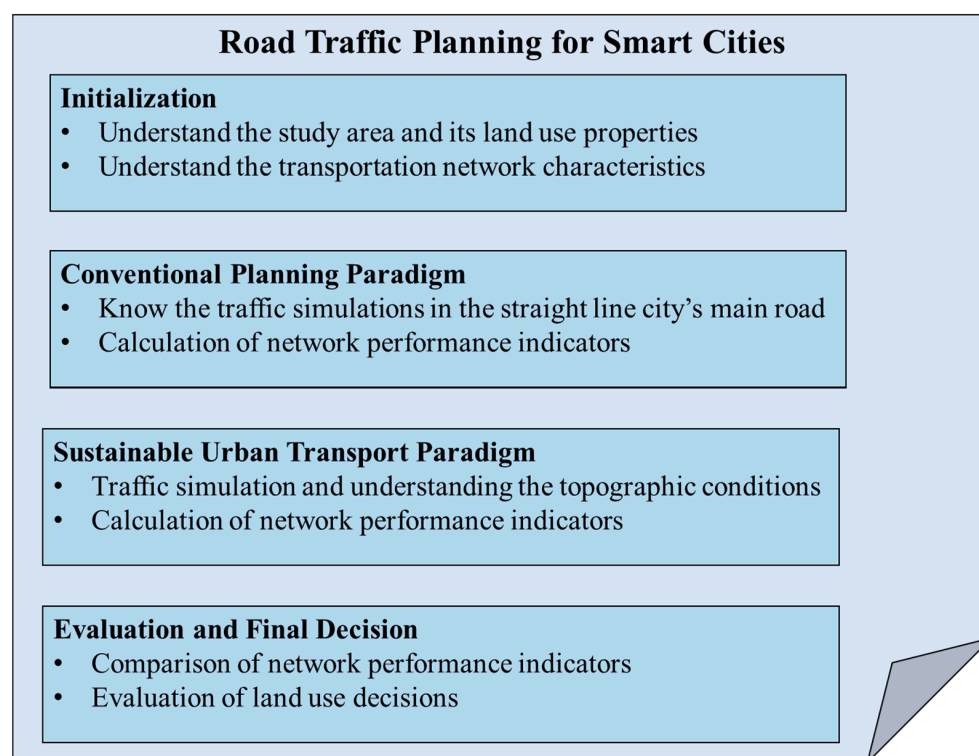 Road Traffic Planning for Smart Cities
Initialization
• Understand the study area and its land use properties
• Understand the transportation network characteristics
Conventional Planning Paradigm
• Know the traffic simulations in the straight line city’s main road
• Calculation of network performance indicators
Sustainable Urban Transport Paradigm
• Traffic simulation and understanding the topographic conditions
• Calculation of network performance indicators
Evaluation and Final Decision
• Comparison of network performance indicators
• Evaluation of land use decisions